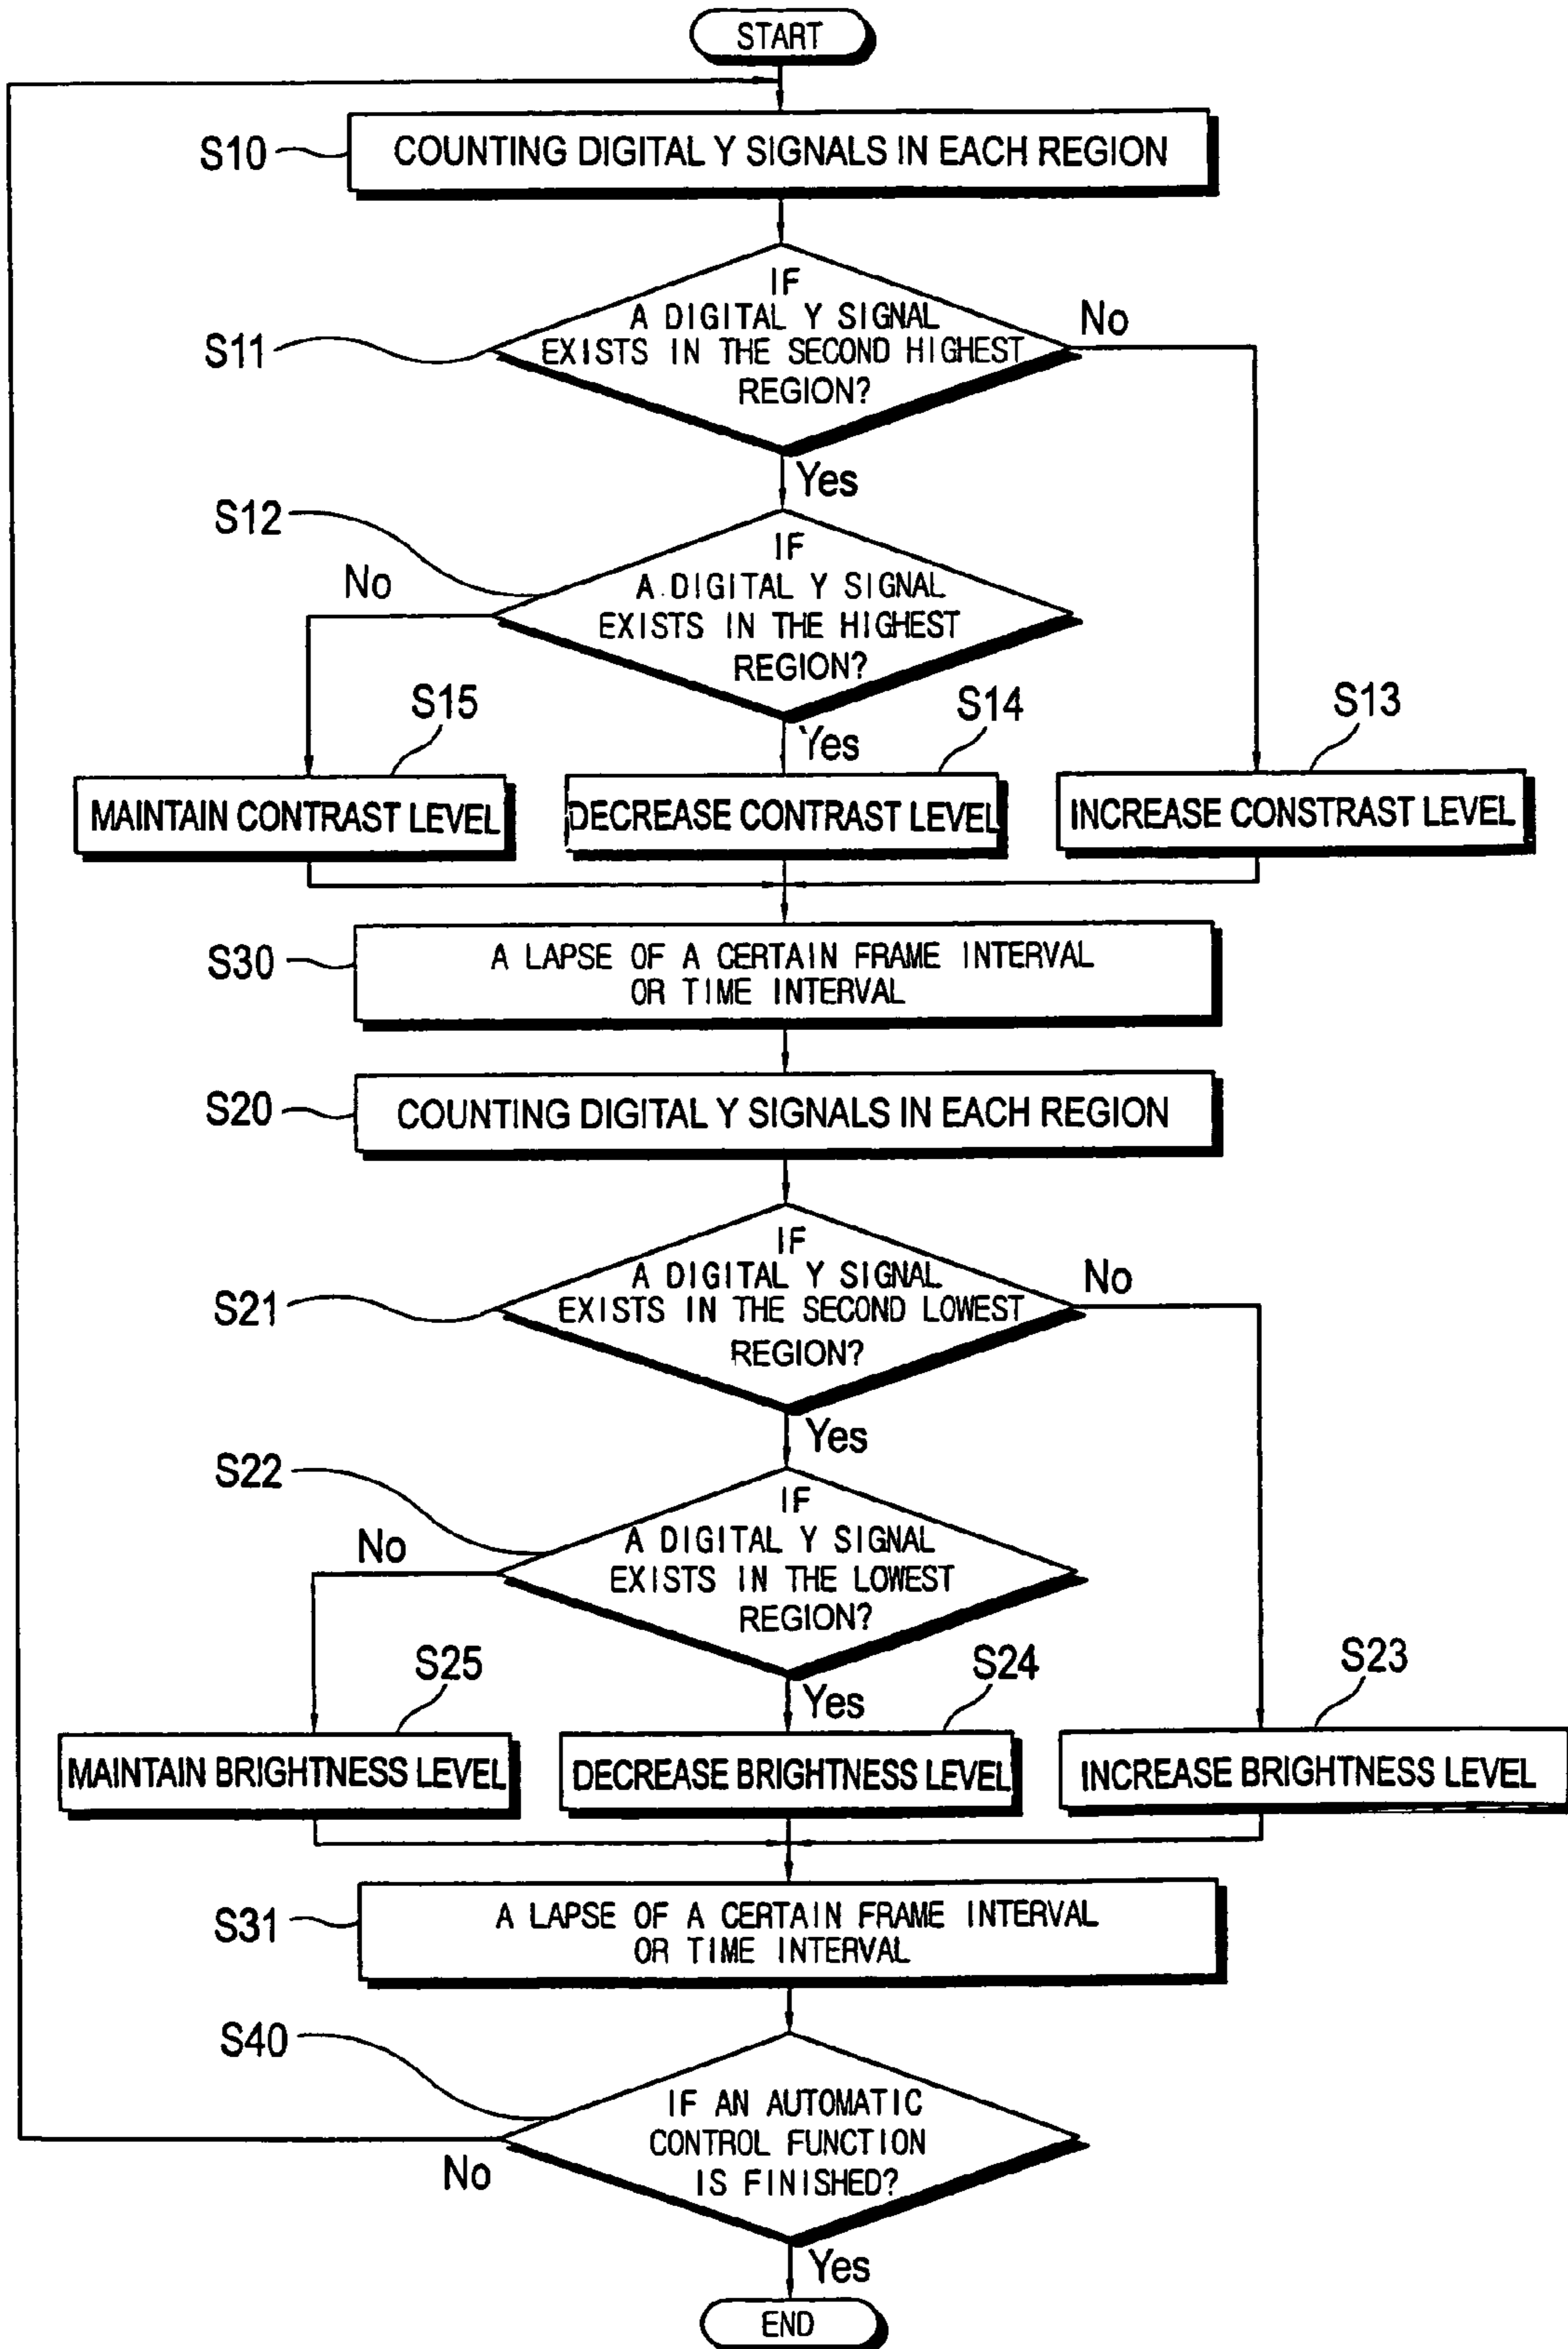 START
S10
COUNTING DIGITAL Y SIGNALS IN EACH REGION
S11
IF
A DIGITAL Y SIGNAL
EXISTS IN THE SECOND HIGHEST
REGION?
No
Yes
S12
IF
A DIGITAL Y SIGNAL
EXISTS IN THE HIGHEST
REGION?
No
Yes
S15
MAINTAIN CONTRAST LEVEL
S14
DECREASE CONTRAST LEVEL
S13
INCREASE CONSTRAST LEVEL
S30
A LAPSE OF A CERTAIN FRAME INTERVAL
OR TIME INTERVAL
S20
COUNTING DIGITAL Y SIGNALS IN EACH REGION
S21
IF
A DIGITAL Y SIGNAL
EXISTS IN THE SECOND LOWEST
REGION?
No
Yes
S22
IF
A DIGITAL Y SIGNAL
EXISTS IN THE LOWEST
REGION?
No
Yes
S25
MAINTAIN BRIGHTNESS LEVEL
S24
DECREASE BRIGHTNESS LEVEL
S23
INCREASE BRIGHTNESS LEVEL
S31
A LAPSE OF A CERTAIN FRAME INTERVAL
OR TIME INTERVAL
S40
IF AN AUTOMATIC
CONTROL FUNCTION
IS FINISHED?
No
Yes
END